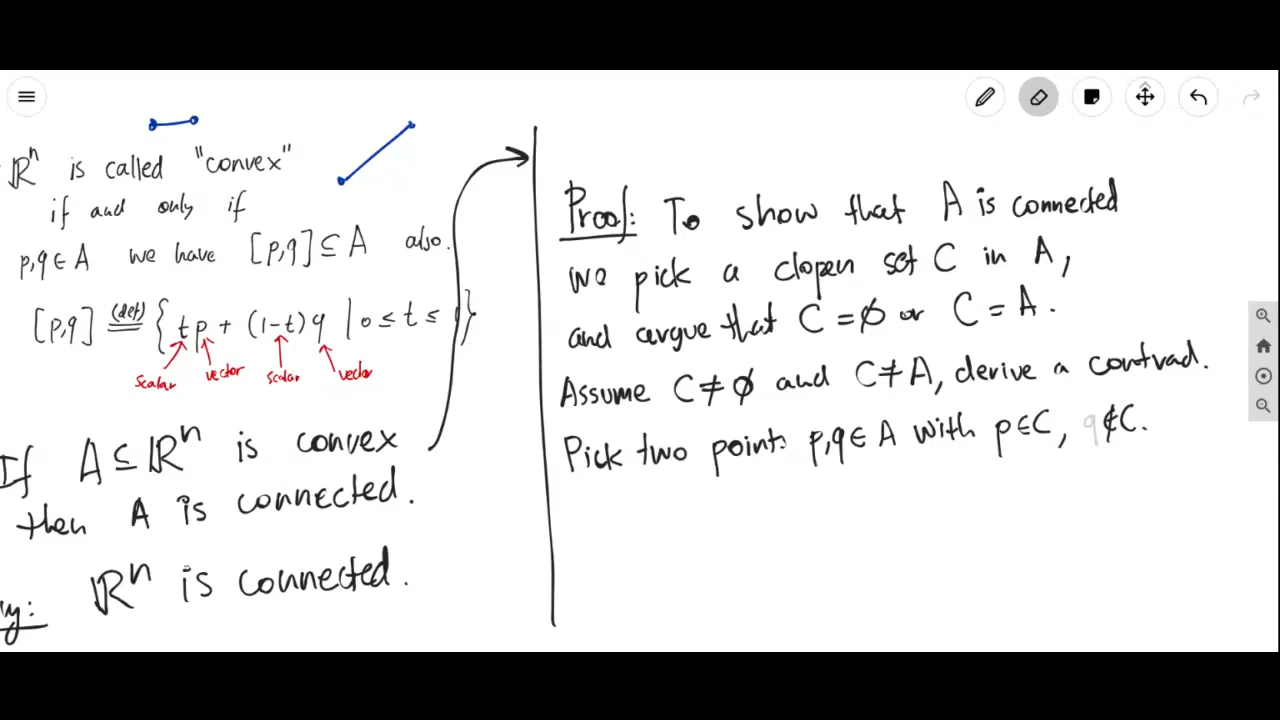 ℝⁿ is called "convex"
if and only if
p,q ∈ A we have [p,q] ⊆ A also.
[p,q] ≝ { tp + (1-t)q | 0 ≤ t ≤ 1 }
scalar vector scalar vector
If A ⊆ ℝⁿ is convex
then A is connected.
ℝⁿ is connected.
Proof: To show that A is connected
we pick a clopen set C in A,
and argue that C = ∅ or C = A.
Assume C ≠ ∅ and C ≠ A, derive a contrad.
Pick two point: p,q ∈ A with p ∈ C, q ∉ C.